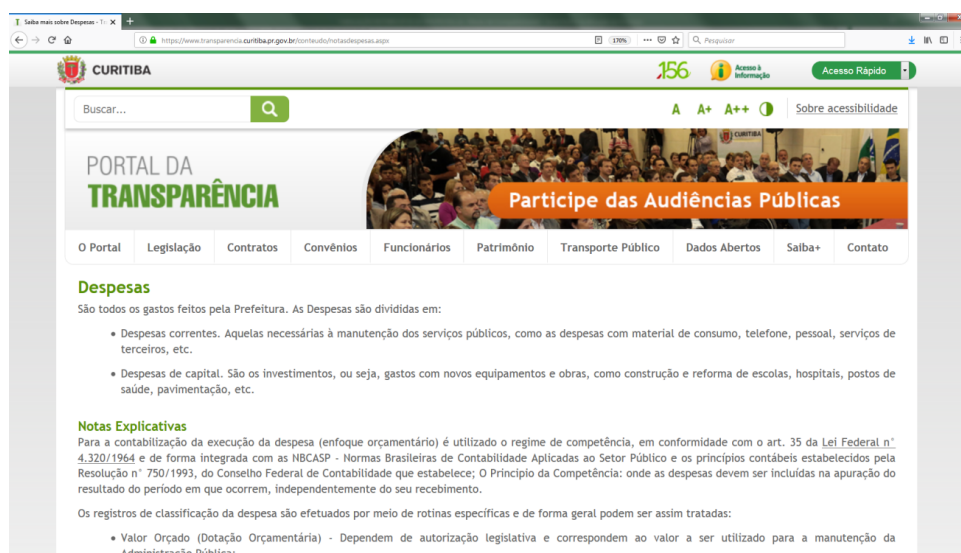 Saiba mais sobre Despesas - Tr
https://www.transparencia.curitiba.pr.gov.br/conteudo/notasdespesas.aspx
170%
Pesquisar
CURITIBA
156
Acesso à
Informação
Acesso Rápido
Buscar...
A A+ A++
Sobre acessibilidade
PORTAL DA
TRANSPARÊNCIA
CURITIBA
Participe das Audiências Públicas
O Portal Legislação Contratos Convênios Funcionários Patrimônio Transporte Público Dados Abertos Saiba+ Contato
Despesas
São todos os gastos feitos pela Prefeitura. As Despesas são divididas em:
• Despesas correntes. Aquelas necessárias à manutenção dos serviços públicos, como as despesas com material de consumo, telefone, pessoal, serviços de
terceiros, etc.
• Despesas de capital. São os investimentos, ou seja, gastos com novos equipamentos e obras, como construção e reforma de escolas, hospitais, postos de
saúde, pavimentação, etc.
Notas Explicativas
Para a contabilização da execução da despesa (enfoque orçamentário) é utilizado o regime de competência, em conformidade com o art. 35 da Lei Federal n°
4.320/1964 e de forma integrada com as NBCASP - Normas Brasileiras de Contabilidade Aplicadas ao Setor Público e os princípios contábeis estabelecidos pela
Resolução n° 750/1993, do Conselho Federal de Contabilidade que estabelece; O Princípio da Competência: onde as despesas devem ser incluídas na apuração do
resultado do período em que ocorrem, independentemente do seu recebimento.
Os registros de classificação da despesa são efetuados por meio de rotinas específicas e de forma geral podem ser assim tratadas:
• Valor Orçado (Dotação Orçamentária) - Dependem de autorização legislativa e correspondem ao valor a ser utilizado para a manutenção da
Administração Pública;